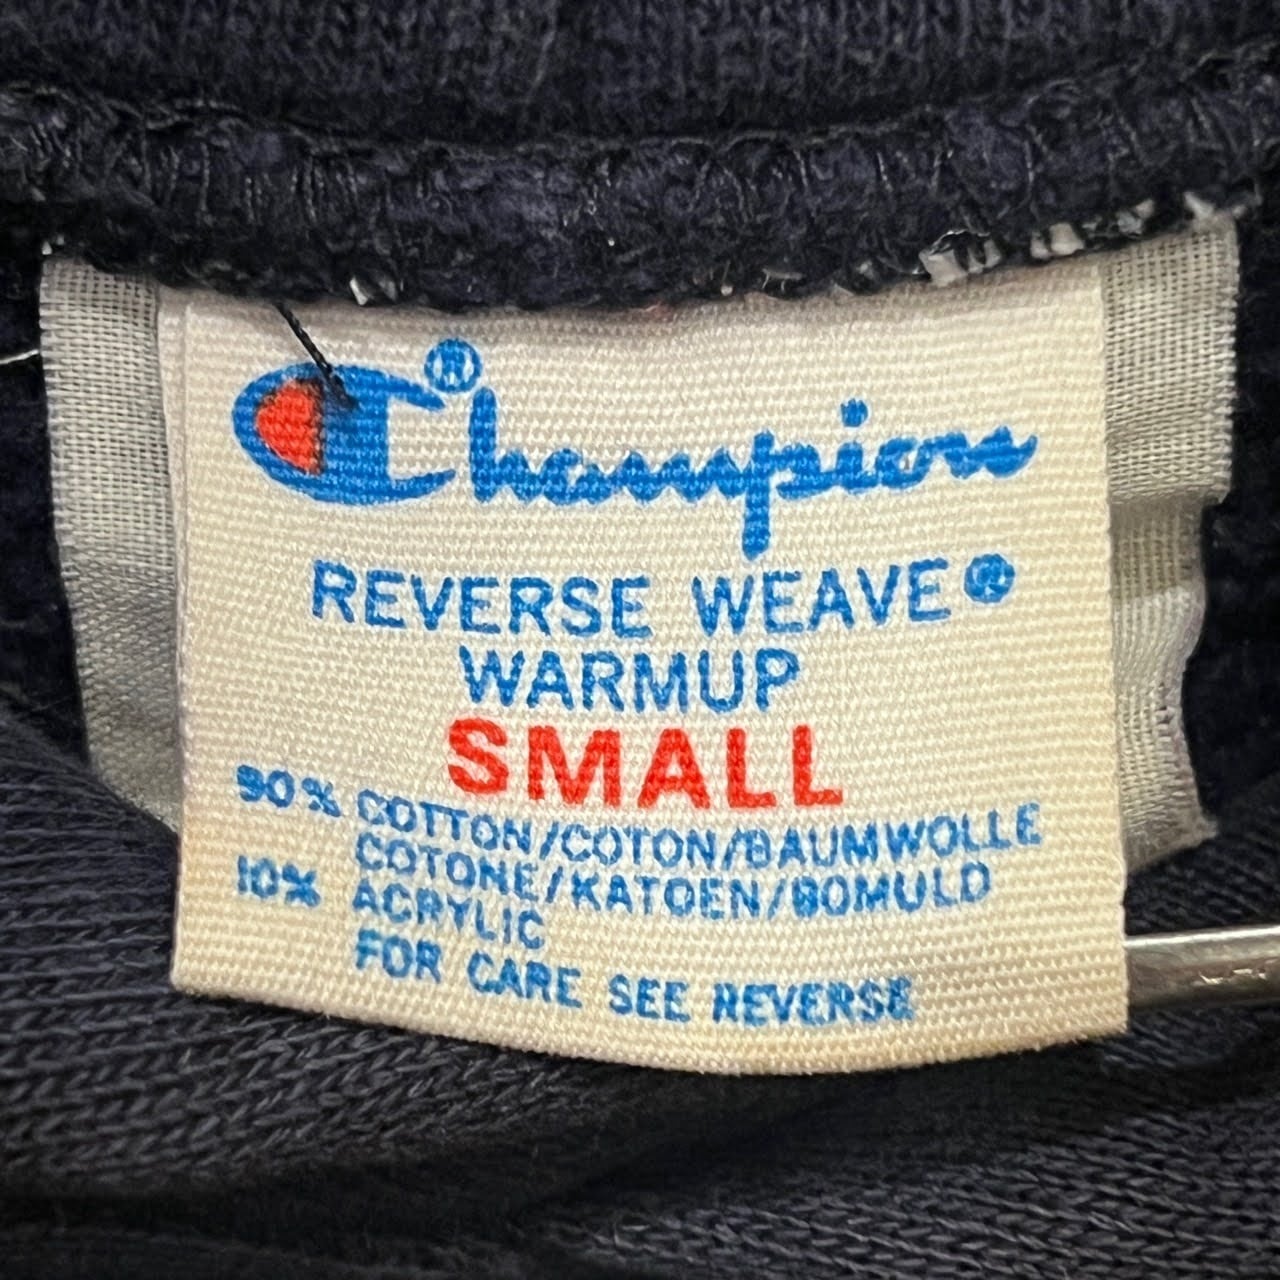 Champion®
REVERSE WEAVE®
WARMUP
SMALL
90% COTTON/COTON/BAUMWOLLE
COTONE/KATOEN/BOMULD
10% ACRYLIC
FOR CARE SEE REVERSE